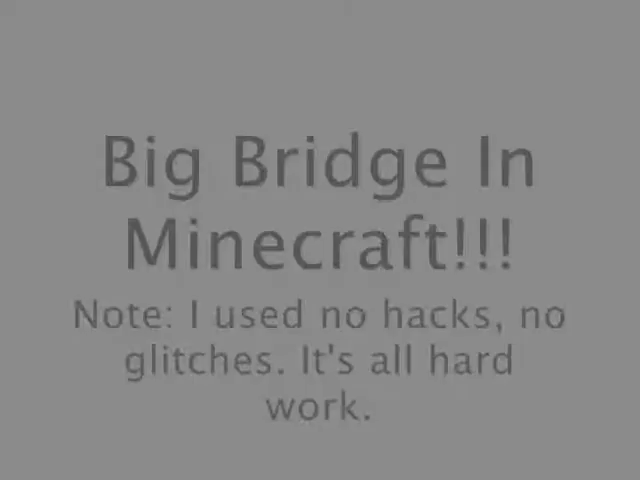 Big Bridge In
Minecraft!!!
Note: I used no hacks, no
glitches. It's all hard
work.